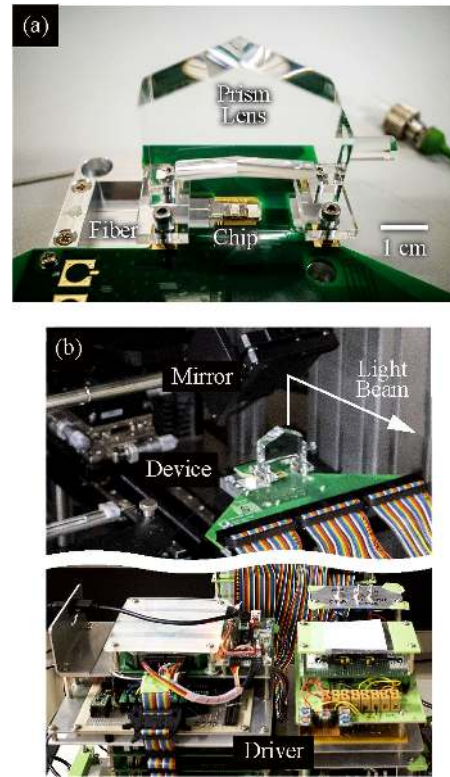 (a)
Prism
Lens
Fiber
Chip
1 cm
(b)
Mirror
Light
Beam
Device
Driver